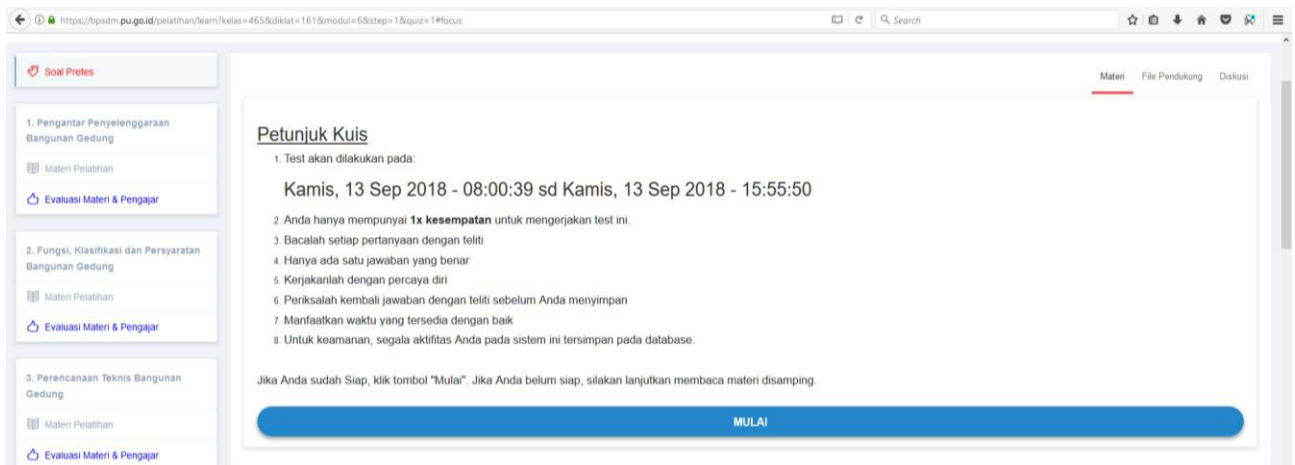 https://bpsdm.pu.go.id/pelatihan/learn?kelas=465&diklat=161&modul=6&step=1&quiz=1#focus
Search
Soal Pretes
1. Pengantar Penyelenggaraan
Bangunan Gedung
Materi Pelatihan
Evaluasi Materi & Pengajar
2. Fungsi, Klasifikasi dan Persyaratan
Bangunan Gedung
Materi Pelatihan
Evaluasi Materi & Pengajar
3. Perencanaan Teknis Bangunan
Gedung
Materi Pelatihan
Evaluasi Materi & Pengajar
Materi File Pendukung Diskusi
Petunjuk Kuis
1. Test akan dilakukan pada:
Kamis, 13 Sep 2018 - 08:00:39 sd Kamis, 13 Sep 2018 - 15:55:50
2. Anda hanya mempunyai 1x kesempatan untuk mengerjakan test ini.
3. Bacalah setiap pertanyaan dengan teliti
4. Hanya ada satu jawaban yang benar
5. Kerjakanlah dengan percaya diri
6. Periksalah kembali jawaban dengan teliti sebelum Anda menyimpan
7. Manfaatkan waktu yang tersedia dengan baik
8. Untuk keamanan, segala aktifitas Anda pada sistem ini tersimpan pada database.
Jika Anda sudah Siap, klik tombol "Mulai". Jika Anda belum siap, silakan lanjutkan membaca materi disamping.
MULAI